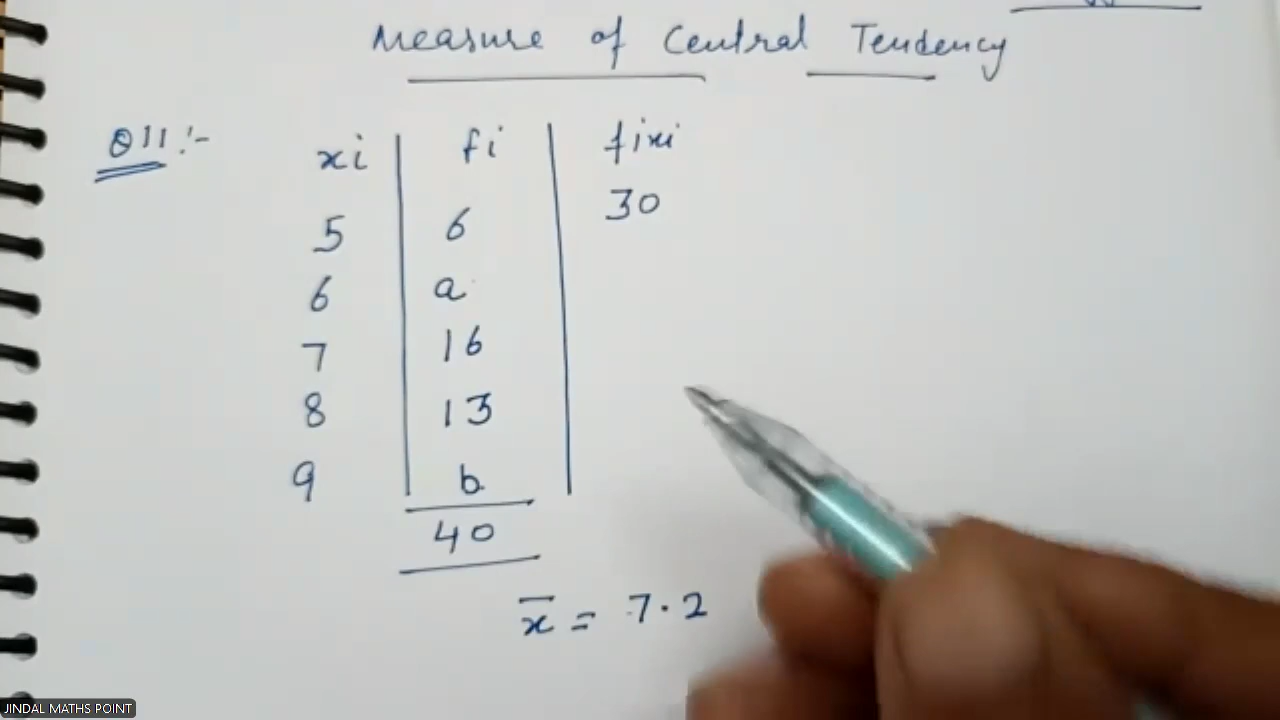 Measure of Central Tendency
Q11:-
xi fi fixi
5 6 30
6 a
7 16
8 13
9 b
40
x̄ = 7.2
JINDAL MATHS POINT